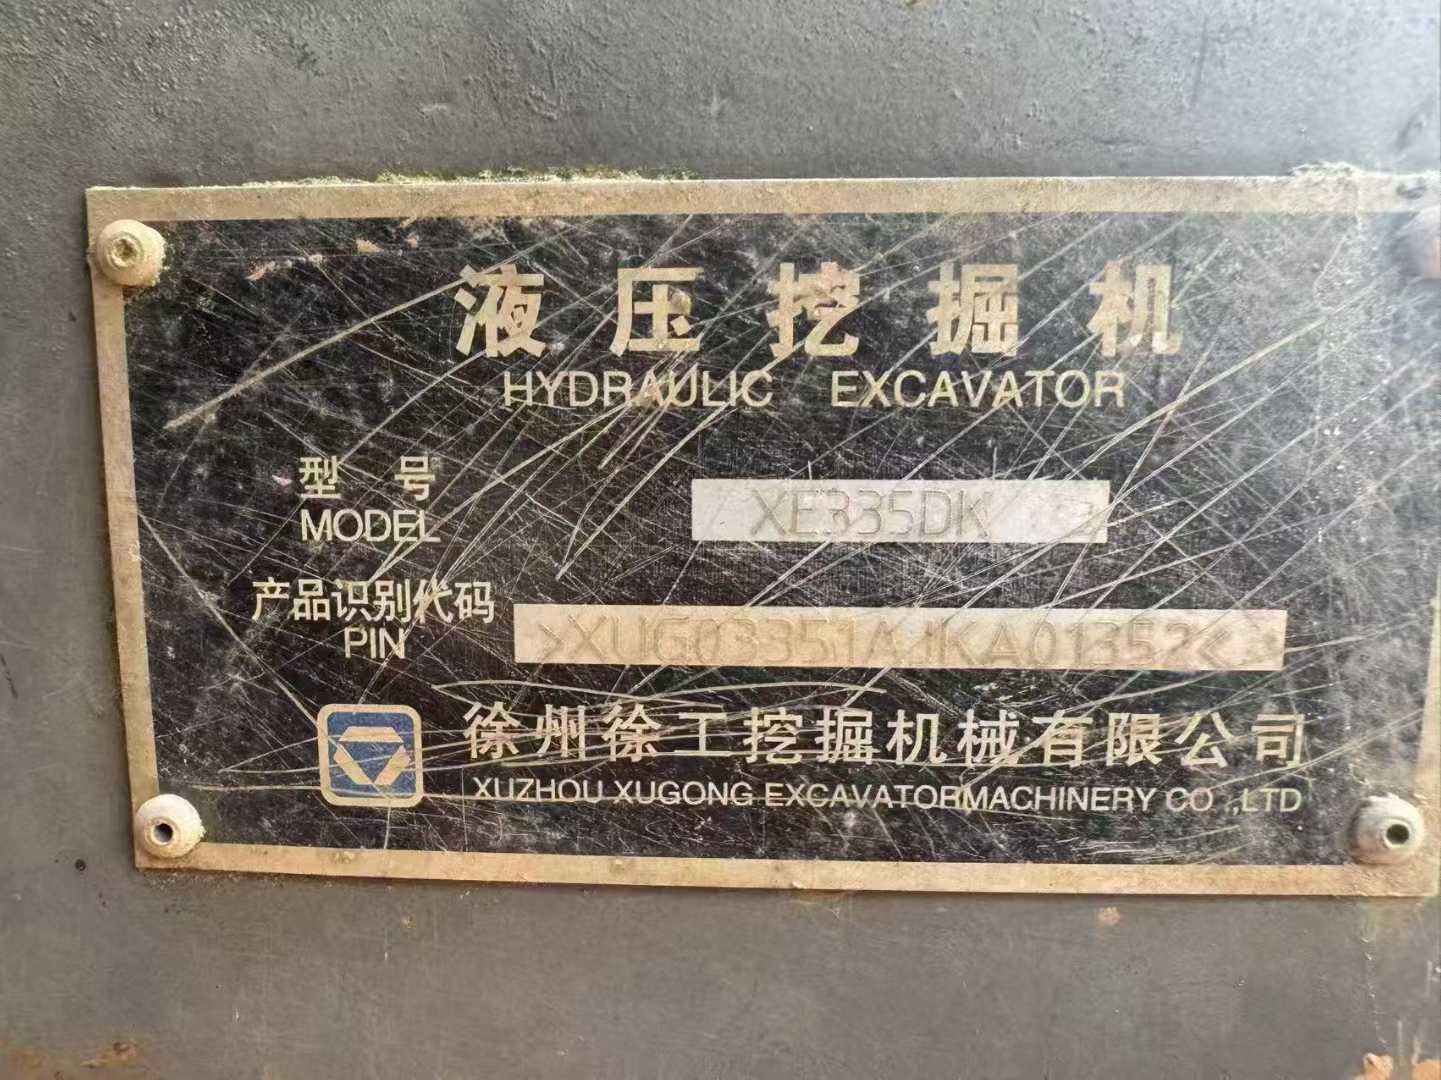 液压挖掘机
HYDRAULIC EXCAVATOR
型号 XE335DK
MODEL
产品识别代码
PIN >XUG03351AJKA01352<
徐州徐工挖掘机械有限公司
XUZHOU XUGONG EXCAVATORMACHINERY CO.,LTD